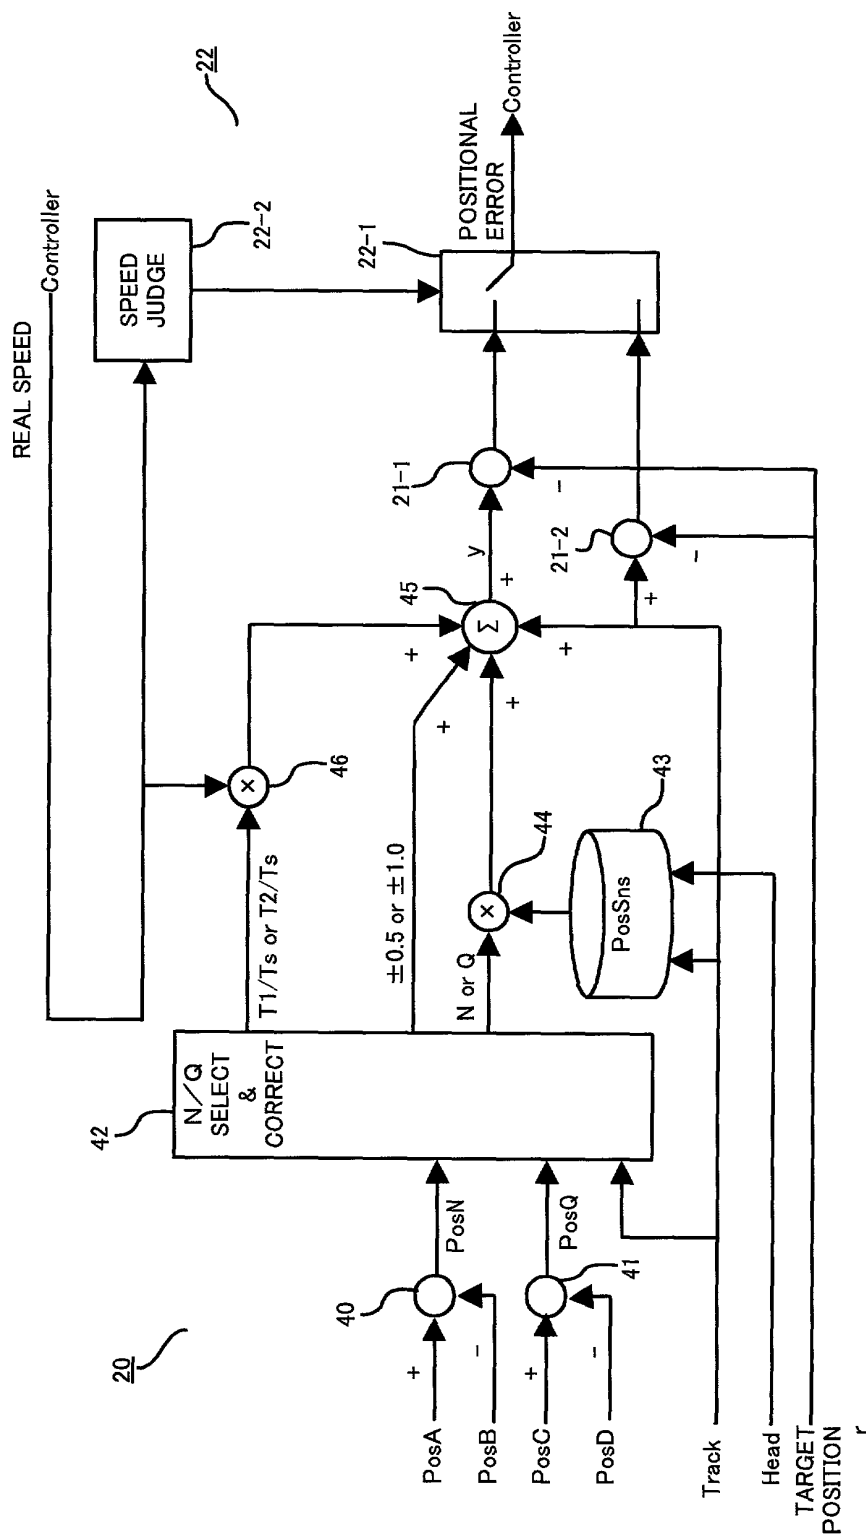 20
22
REAL SPEED
Controller
SPEED
JUDGE
22-2
22-1
POSITIONAL
ERROR
Controller
42
N/Q
SELECT
&
CORRECT
T1/Ts or T2/Ts
×
46
±0.5 or ±1.0
N or Q
×
44
PosSns
43
Σ
45
+
+
+
+
+
y
21-1
-
21-2
+
-
PosA
+
40
PosN
PosB
-
PosC
+
41
PosQ
PosD
-
Track
Head
TARGET
POSITION
r